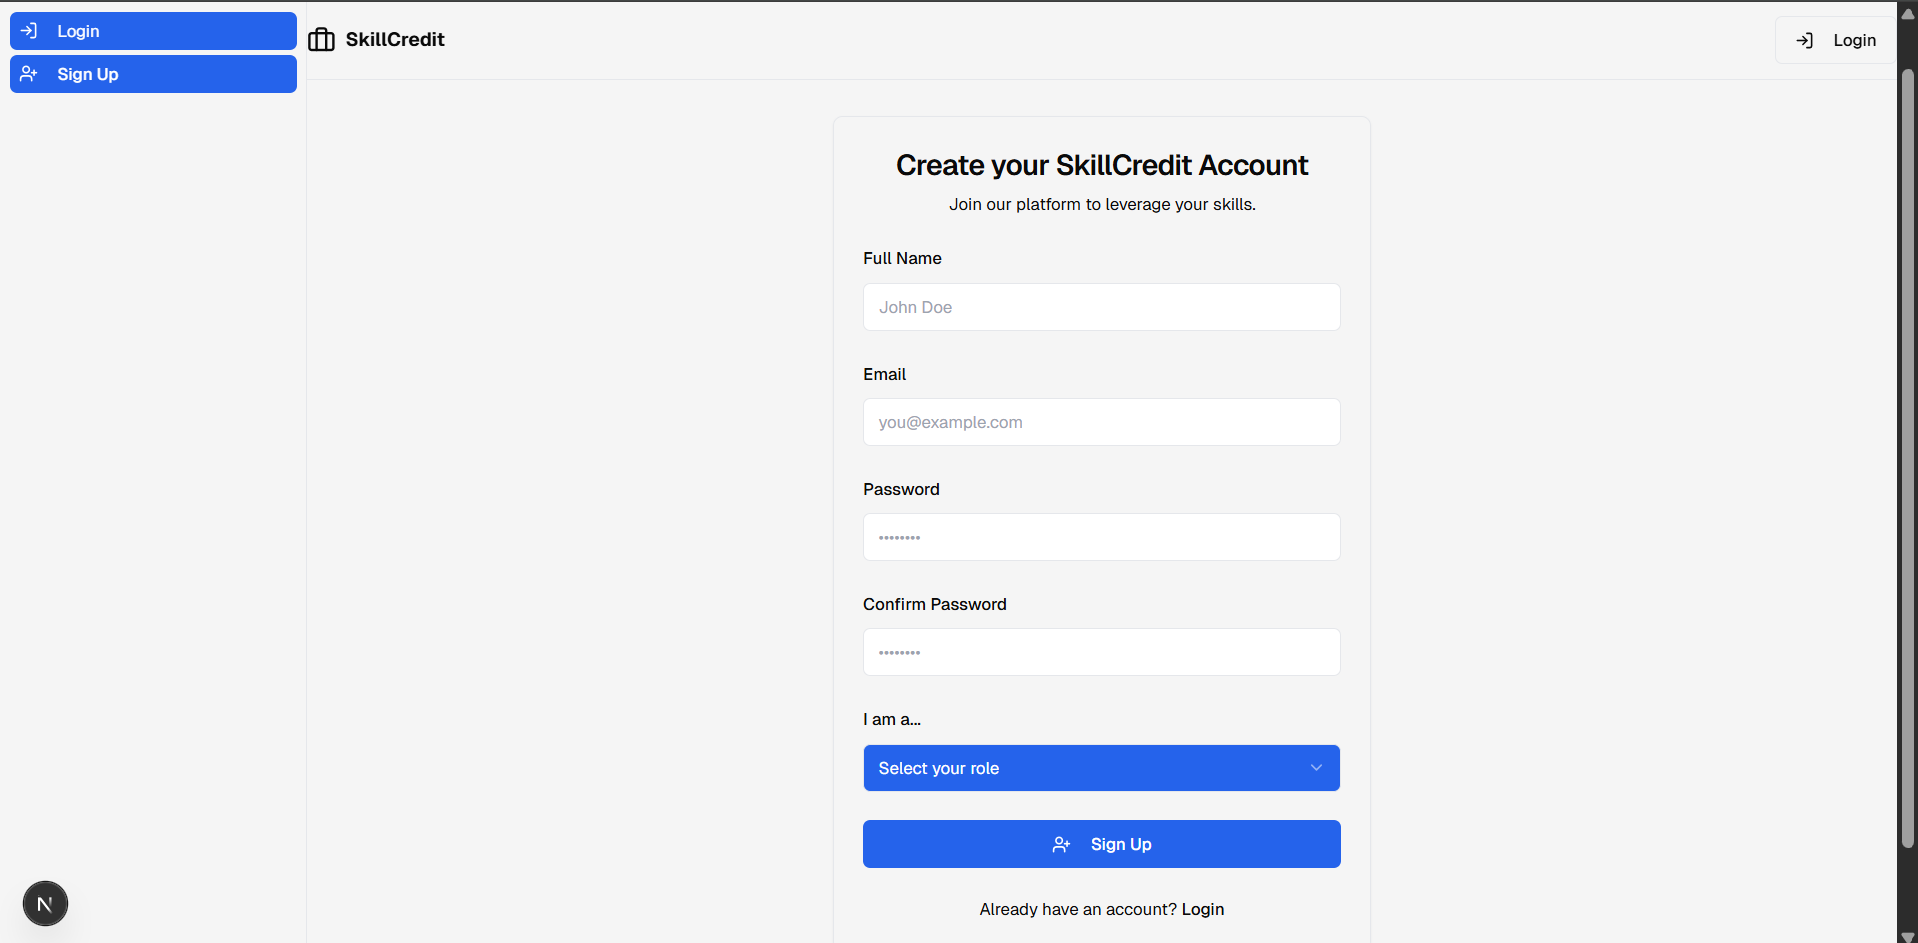 Login
Sign Up
SkillCredit
Login
Create your SkillCredit Account
Join our platform to leverage your skills.
Full Name
John Doe
Email
you@example.com
Password
••••••••
Confirm Password
••••••••
I am a...
Select your role
Sign Up
Already have an account? Login
N